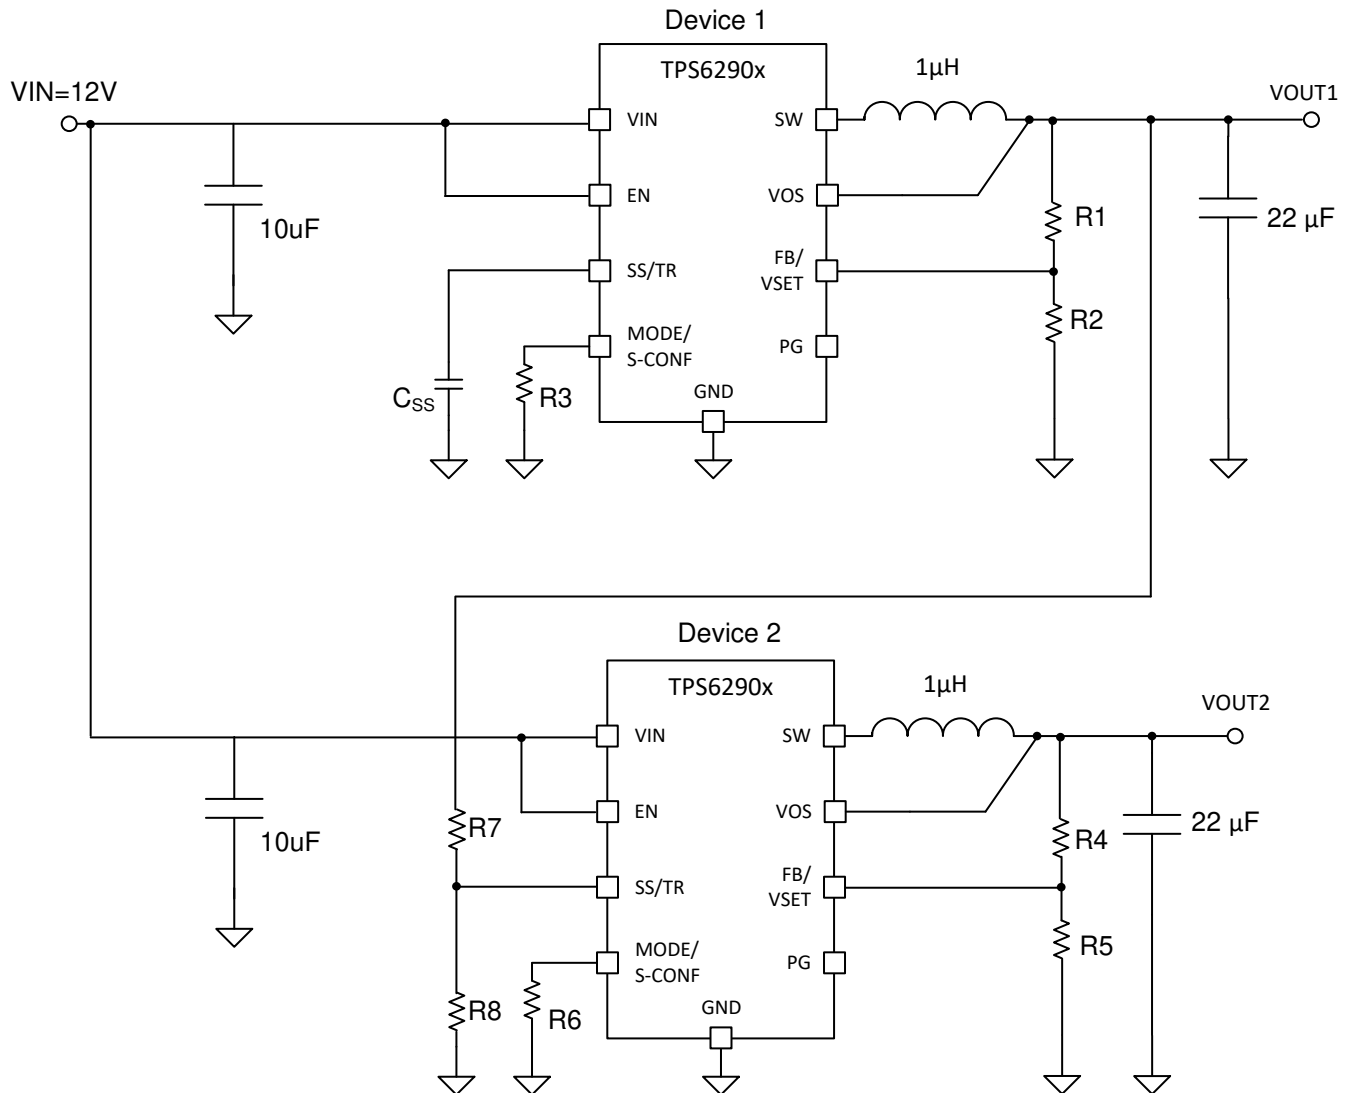 Device 1
TPS6290x
1µH
VIN=12V
VOUT1
VIN
SW
EN
VOS
10uF
R1
22 µF
SS/TR
FB/
VSET
R2
MODE/
S-CONF
PG
CSS
R3
GND
Device 2
TPS6290x
1µH
VOUT2
VIN
SW
EN
VOS
10uF
R7
R4
22 µF
SS/TR
FB/
VSET
R5
MODE/
S-CONF
PG
R8
R6
GND